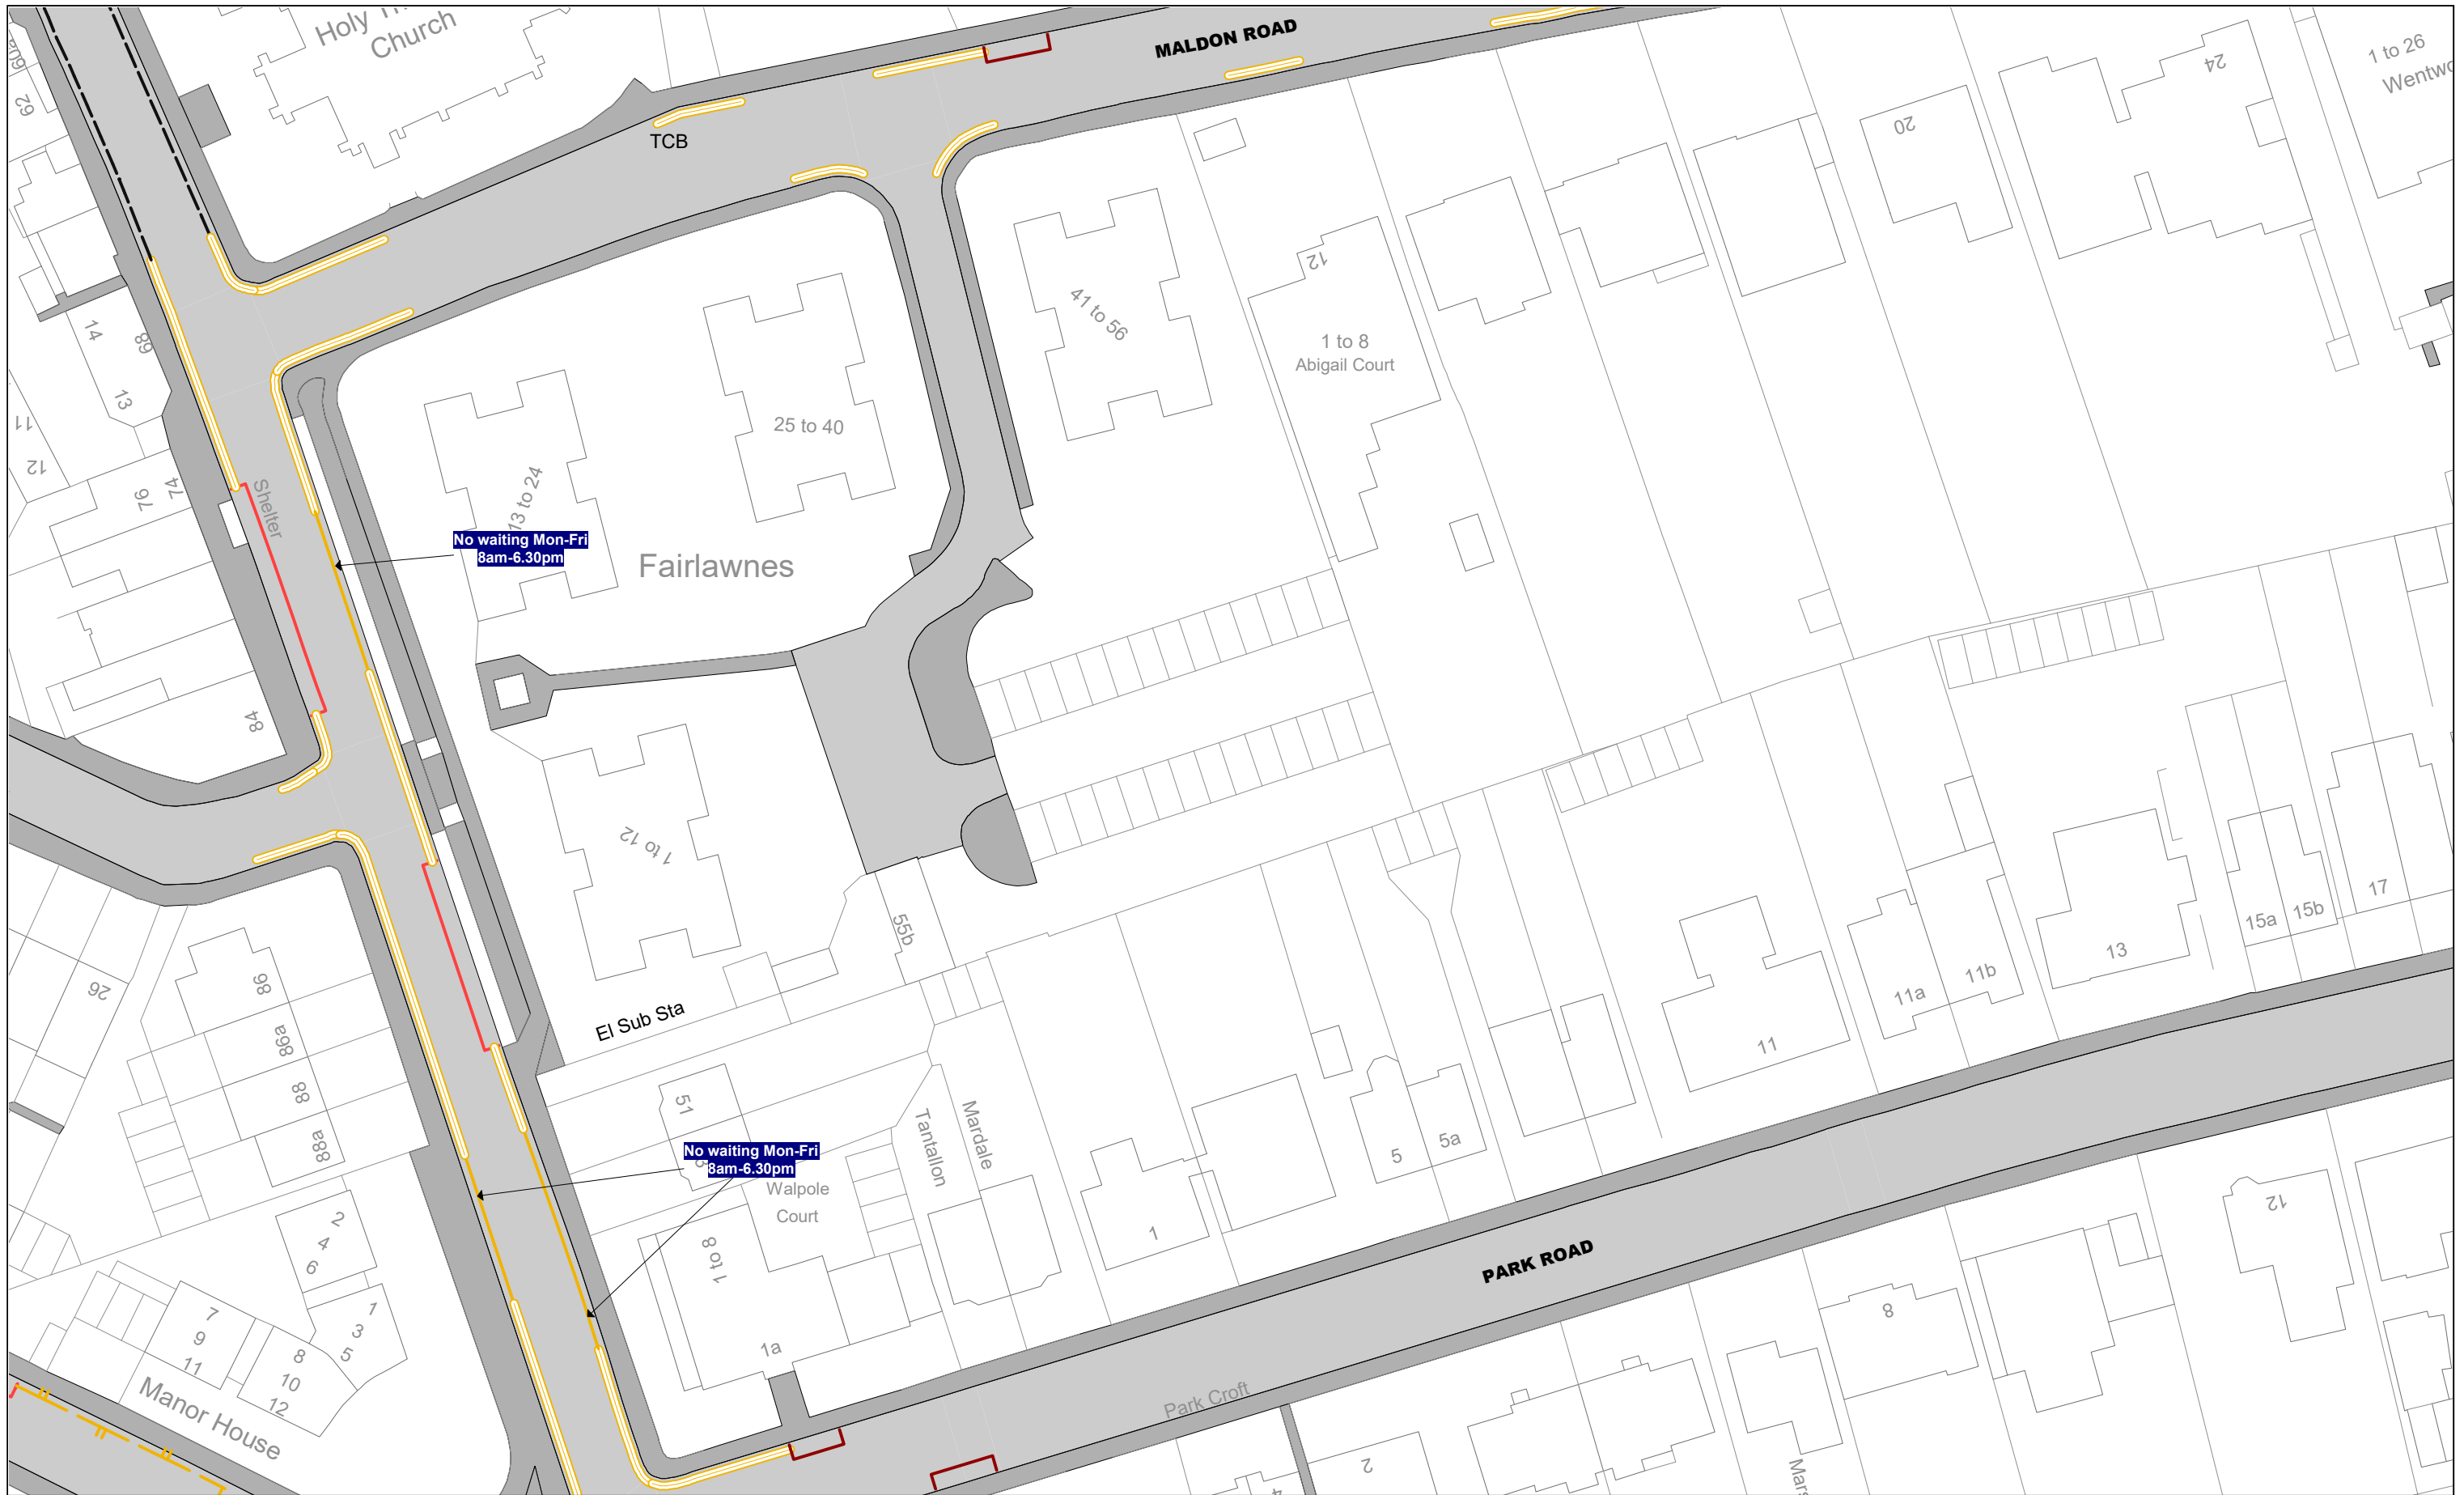 Holy
Church
MALDON ROAD
24
1 to 26
60a
62
TCB
20
12
41 to 56
14
68
13
11
12
1 to 8
Abigail Court
25 to 40
74
76
Shelter
13 to 24
No waiting Mon-Fri
8am-6.30pm
Fairlawnes
84
1 to 12
55b
17
15b
15a
13
11b
11a
11
26
86
86a
88
88a
El Sub Sta
51
Mardale
Tantallon
5a
5
No waiting Mon-Fri
8am-6.30pm
Walpole
Court
1
1 to 8
12
2
4
6
PARK ROAD
1
3
5
7
9
11
8
10
12
8
1a
Park Croft
Manor House
2
4